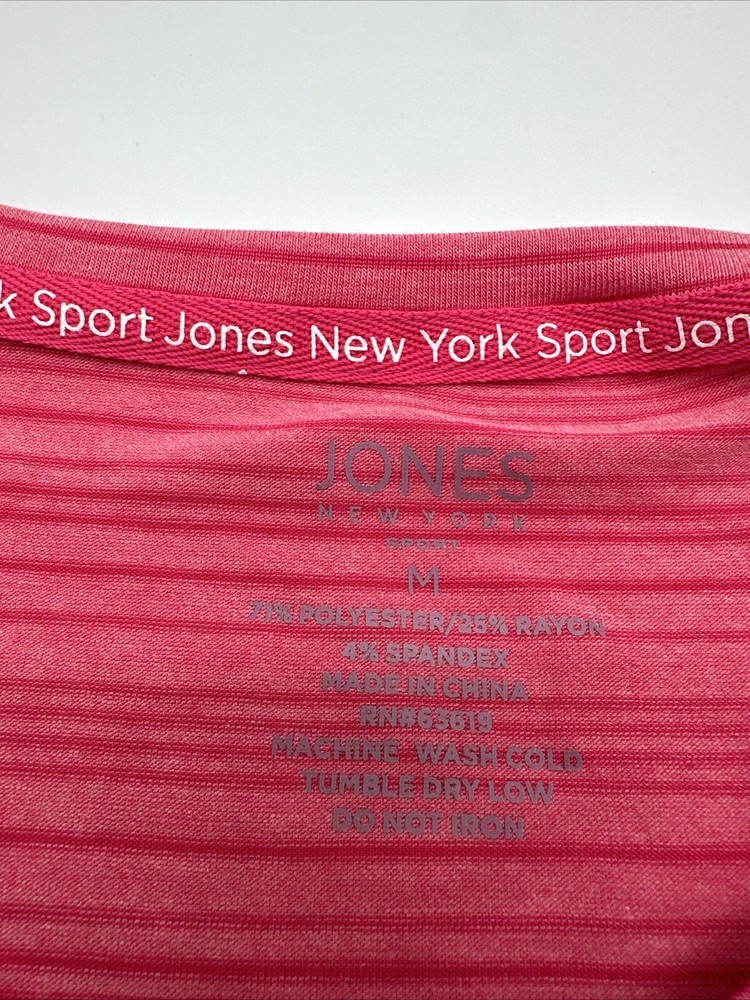 k Sport Jones New York Sport Jon
JONES
NEW YORK
SPORT
M
71% POLYESTER/25% RAYON
4% SPANDEX
MADE IN CHINA
RN#63619
MACHINE WASH COLD
TUMBLE DRY LOW
DO NOT IRON